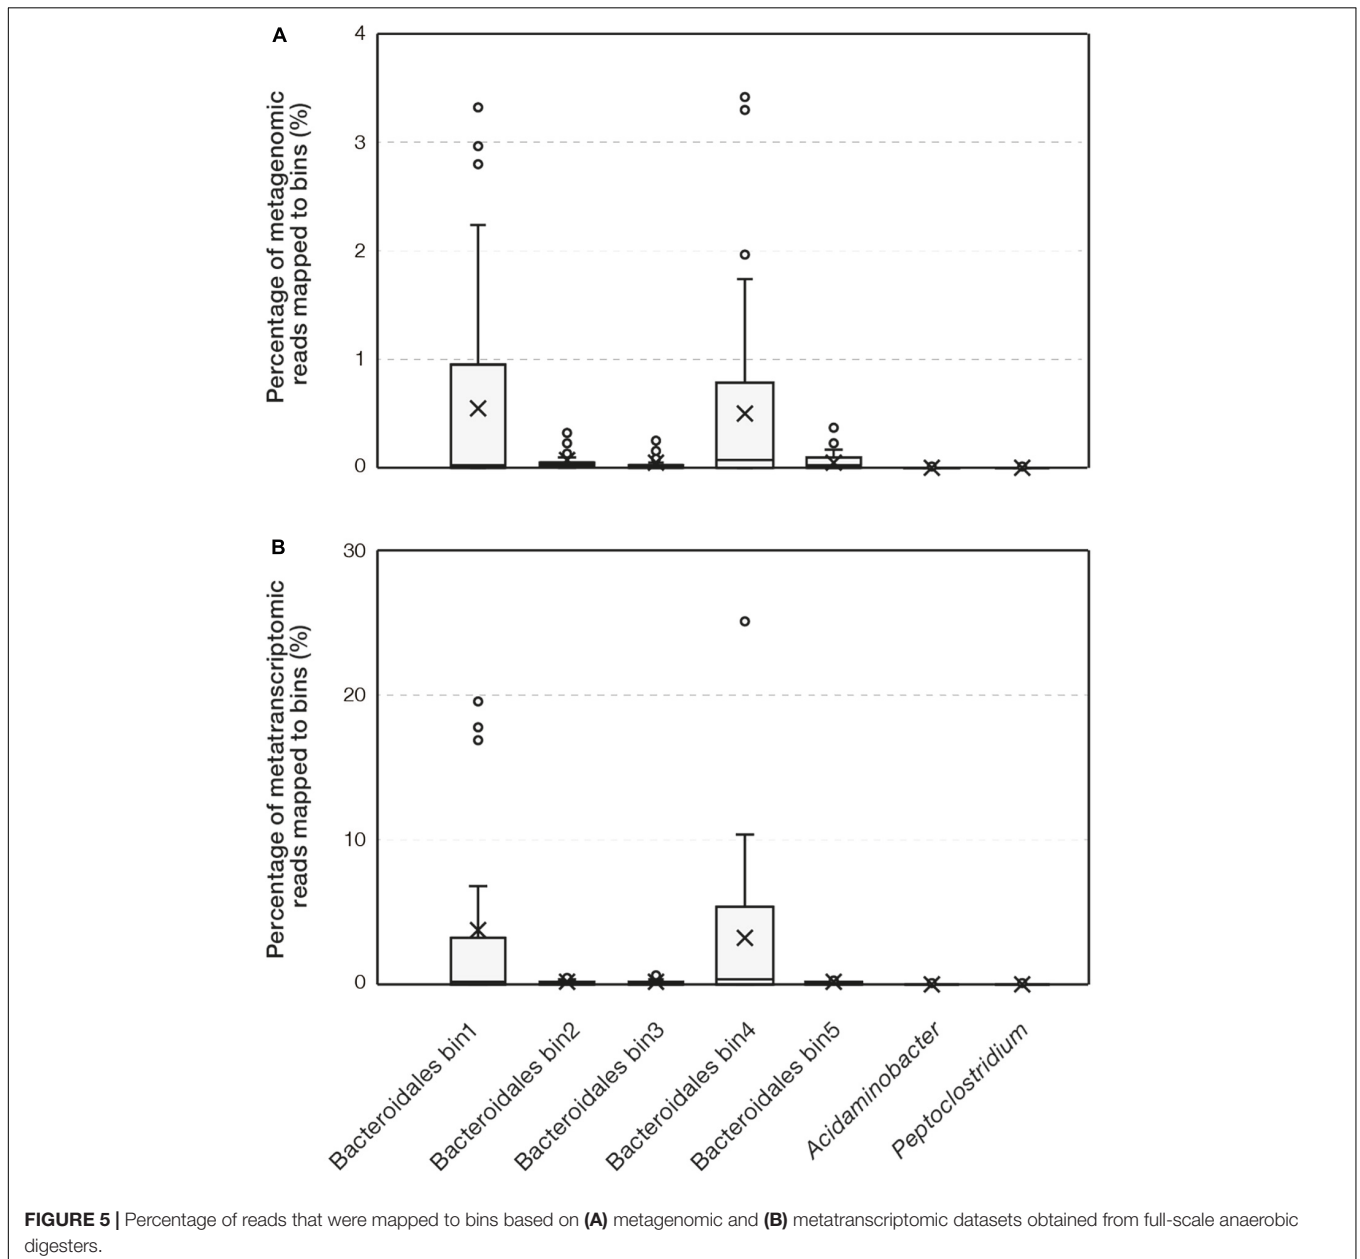 A
Percentage of metagenomic
reads mapped to bins (%)
4
3
2
1
0
B
Percentage of metatranscriptomic
reads mapped to bins (%)
30
20
10
0
Bacteroidales bin1
Bacteroidales bin2
Bacteroidales bin3
Bacteroidales bin4
Bacteroidales bin5
Acidaminobacter
Peptoclostridium
FIGURE 5 | Percentage of reads that were mapped to bins based on (A) metagenomic and (B) metatranscriptomic datasets obtained from full-scale anaerobic
digesters.